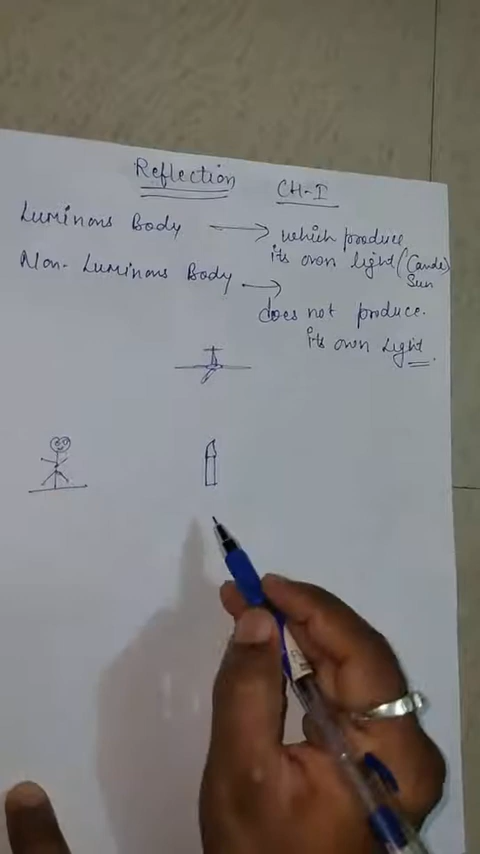 Reflection CH-I
Luminous Body → which produce
its own light (Candle)
Sun
Non-Luminous Body →
does not produce.
its own light.